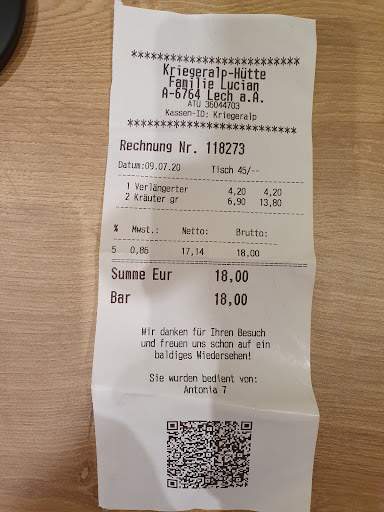 **************************
Kriegeralp-Hütte
Familie Lucian
A-6764 Lech a.A.
ATU 36044703
Kassen-ID: Kriegeralp
**************************
Rechnung Nr. 118273
Datum:09.07.20 Tisch 45/--
1 Verlängerter 4,20 4,20
2 Kräuter gr 6,90 13,80
% Mwst.: Netto: Brutto:
5 0,86 17,14 18,00
Summe Eur 18,00
Bar 18,00
Wir danken für Ihren Besuch
und freuen uns schon auf ein
baldiges Wiedersehen!
Sie wurden bedient von:
Antonia 7